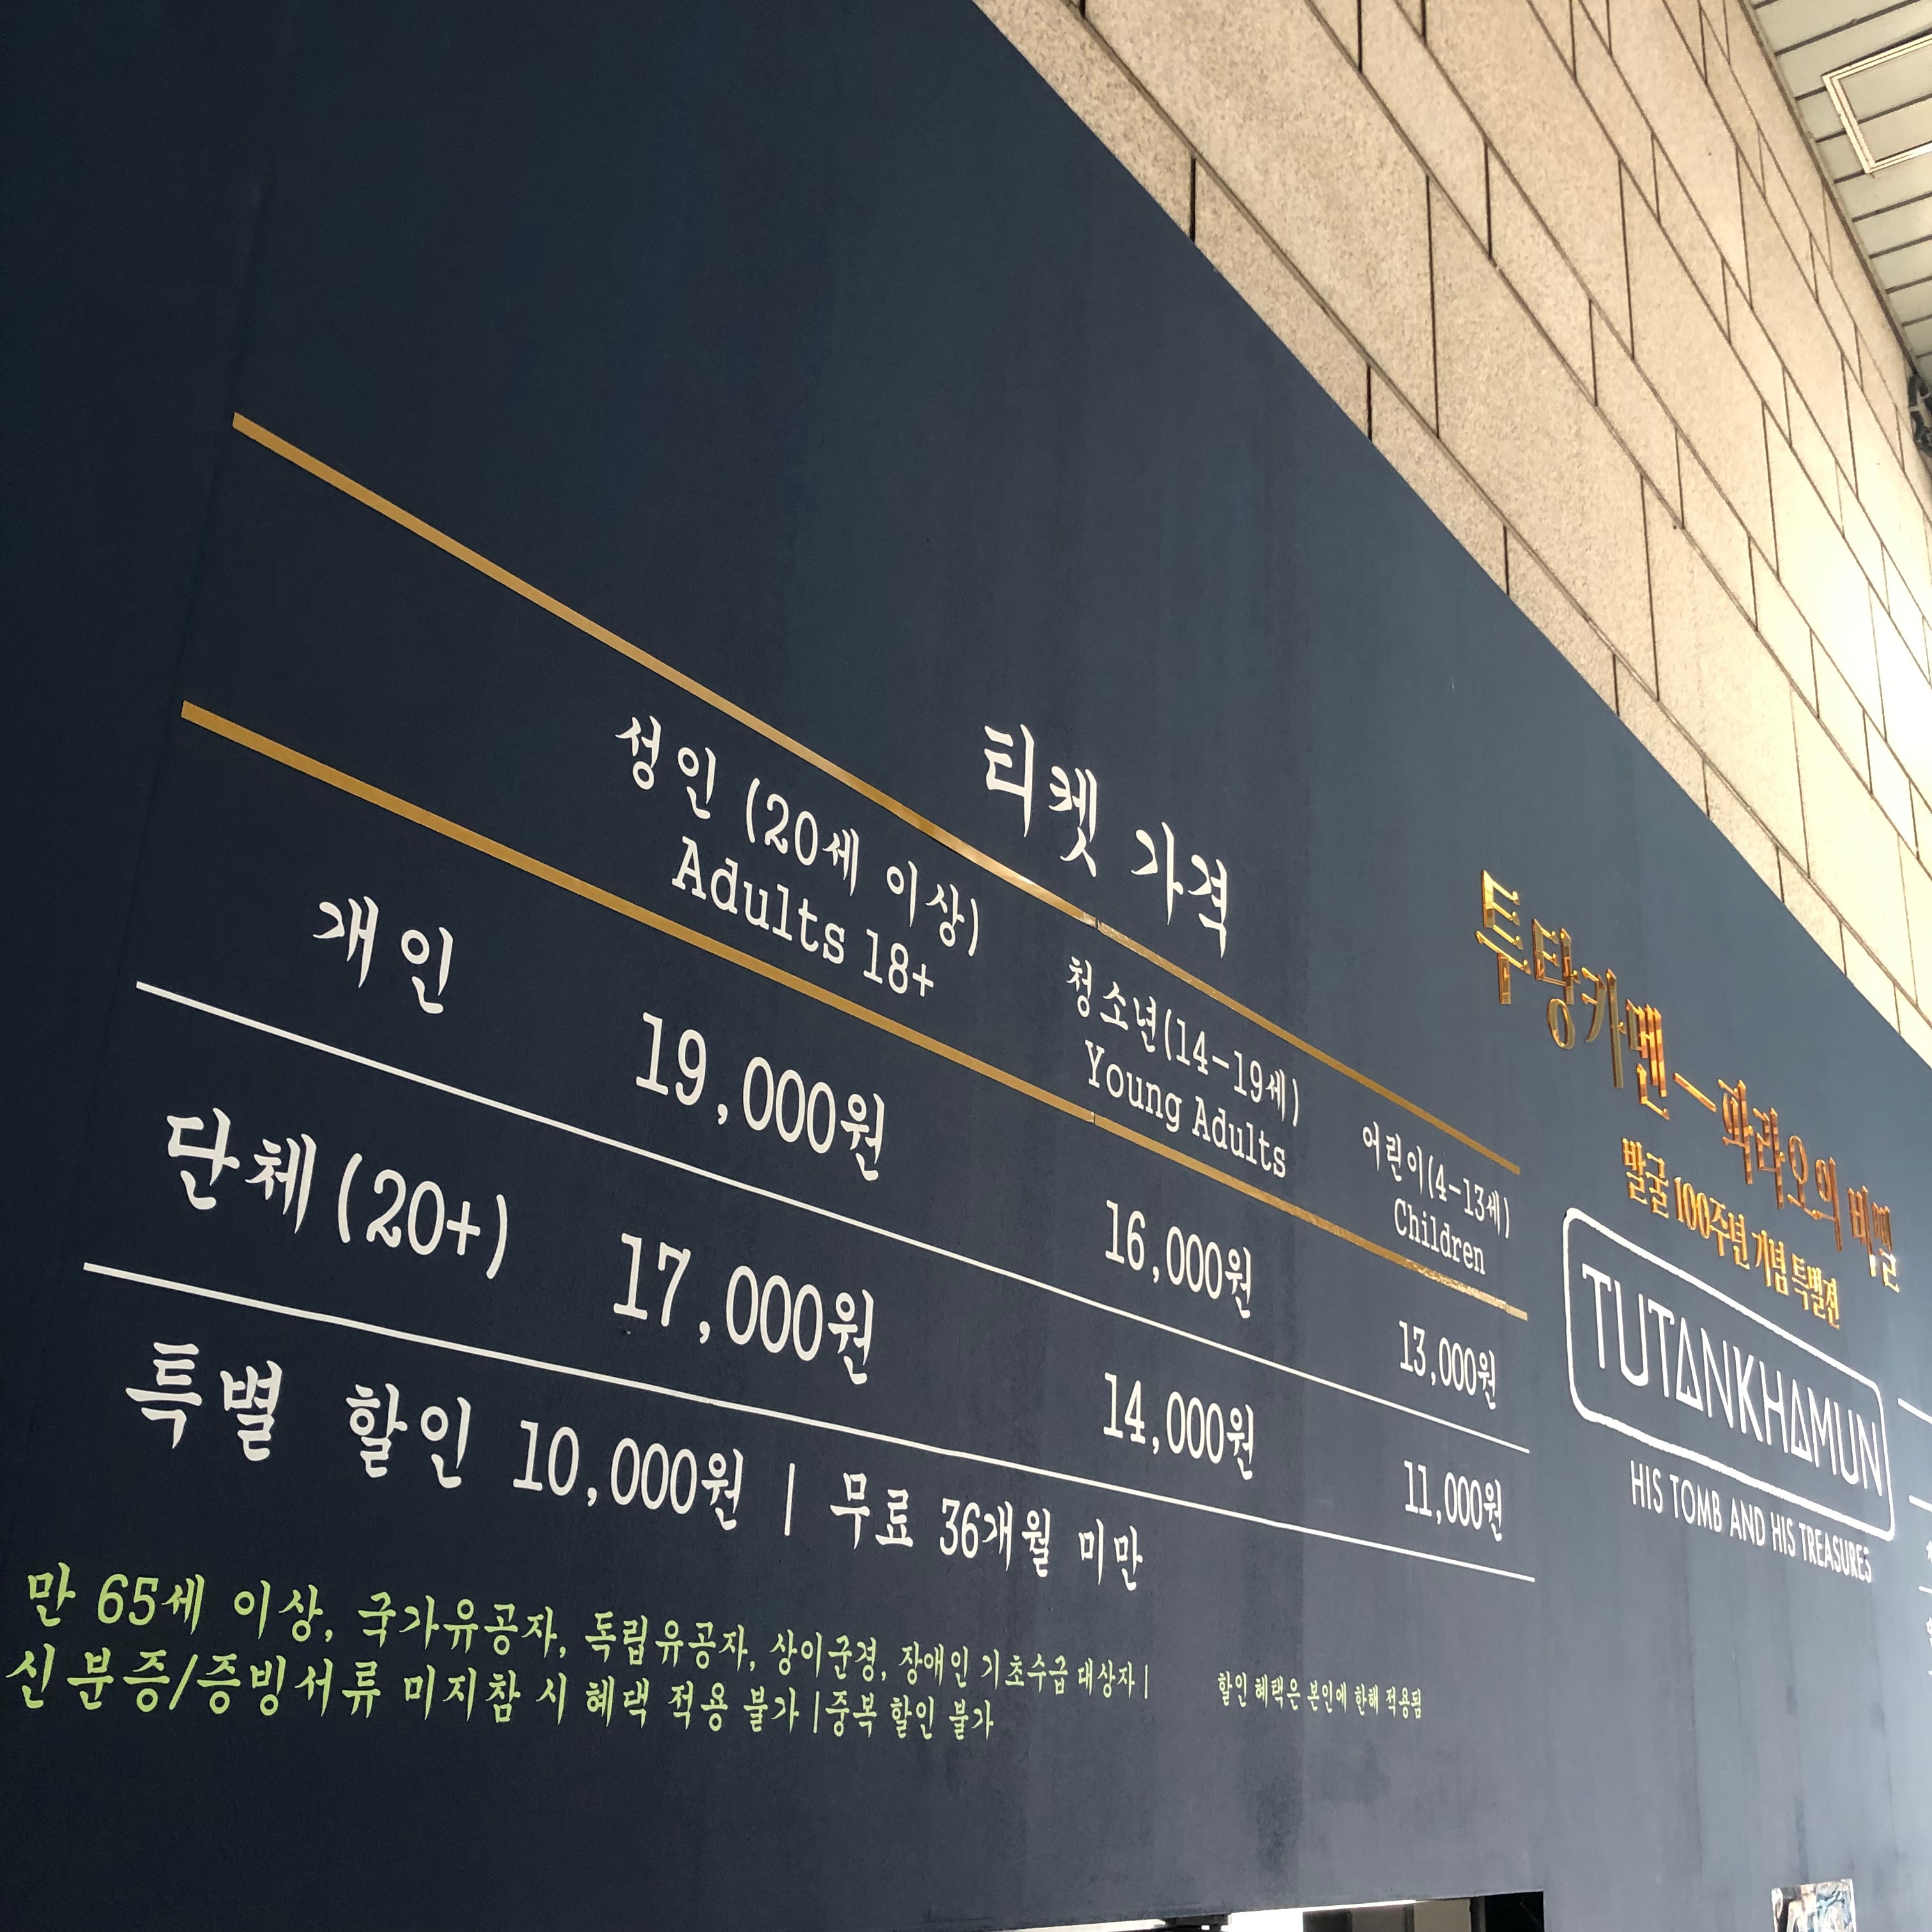 티켓 가격
성인 (20세 이상) 청소년(14-19세) 어린이(4-13세)
Adults 18+ Young Adults Children
개인 19,000원 16,000원 13,000원
단체(20+) 17,000원 14,000원 11,000원
특별 할인 10,000원 | 무료 36개월 미만
만 65세 이상, 국가유공자, 독립유공자, 상이군경, 장애인 기초수급 대상자 | 할인 혜택은 본인에 한해 적용됨
신분증/증빙서류 미지참 시 혜택 적용 불가 | 중복 할인 불가
투탕카멘-파라오의 비밀
발굴 100주년 기념 특별전
TUTANKHAMUN
HIS TOMB AND HIS TREASURES